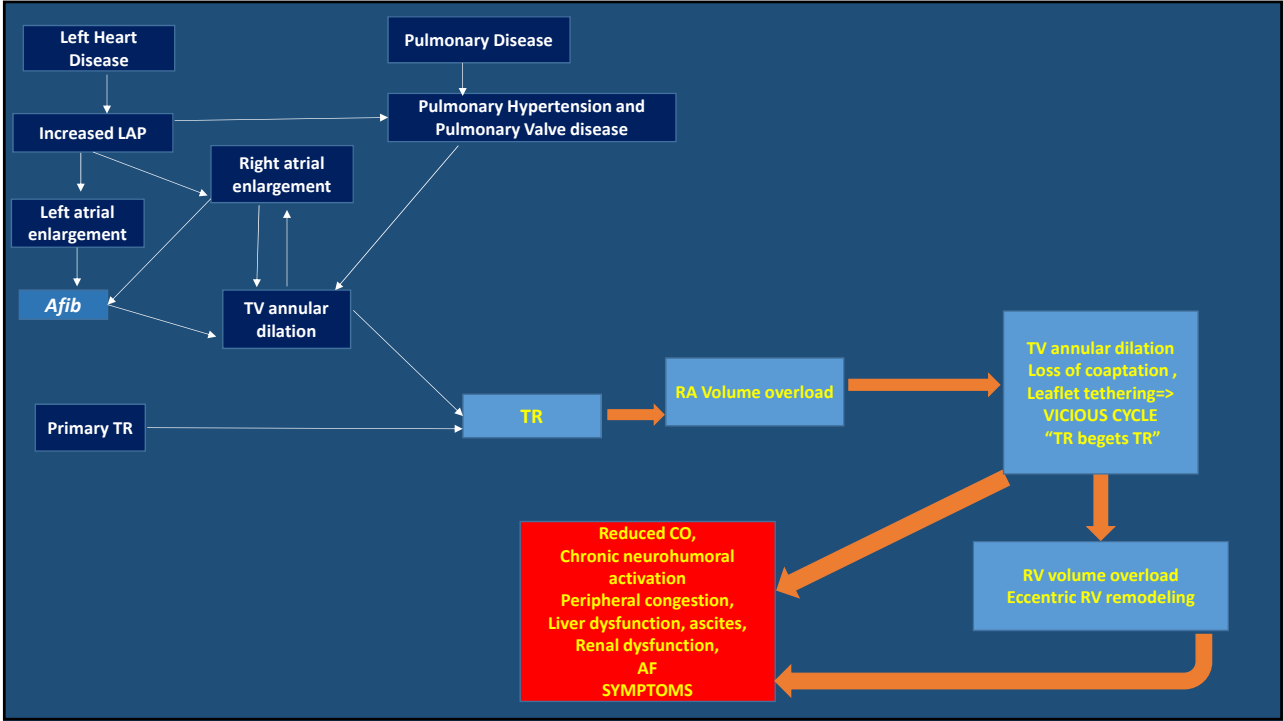 Left Heart
Disease
Pulmonary Disease
Increased LAP
Pulmonary Hypertension and
Pulmonary Valve disease
Right atrial
enlargement
Left atrial
enlargement
Afib
TV annular
dilation
Primary TR
TR
RA Volume overload
TV annular dilation
Loss of coaptation ,
Leaflet tethering=>
VICIOUS CYCLE
“TR begets TR”
Reduced CO,
Chronic neurohumoral
activation
Peripheral congestion,
Liver dysfunction, ascites,
Renal dysfunction,
AF
SYMPTOMS
RV volume overload
Eccentric RV remodeling